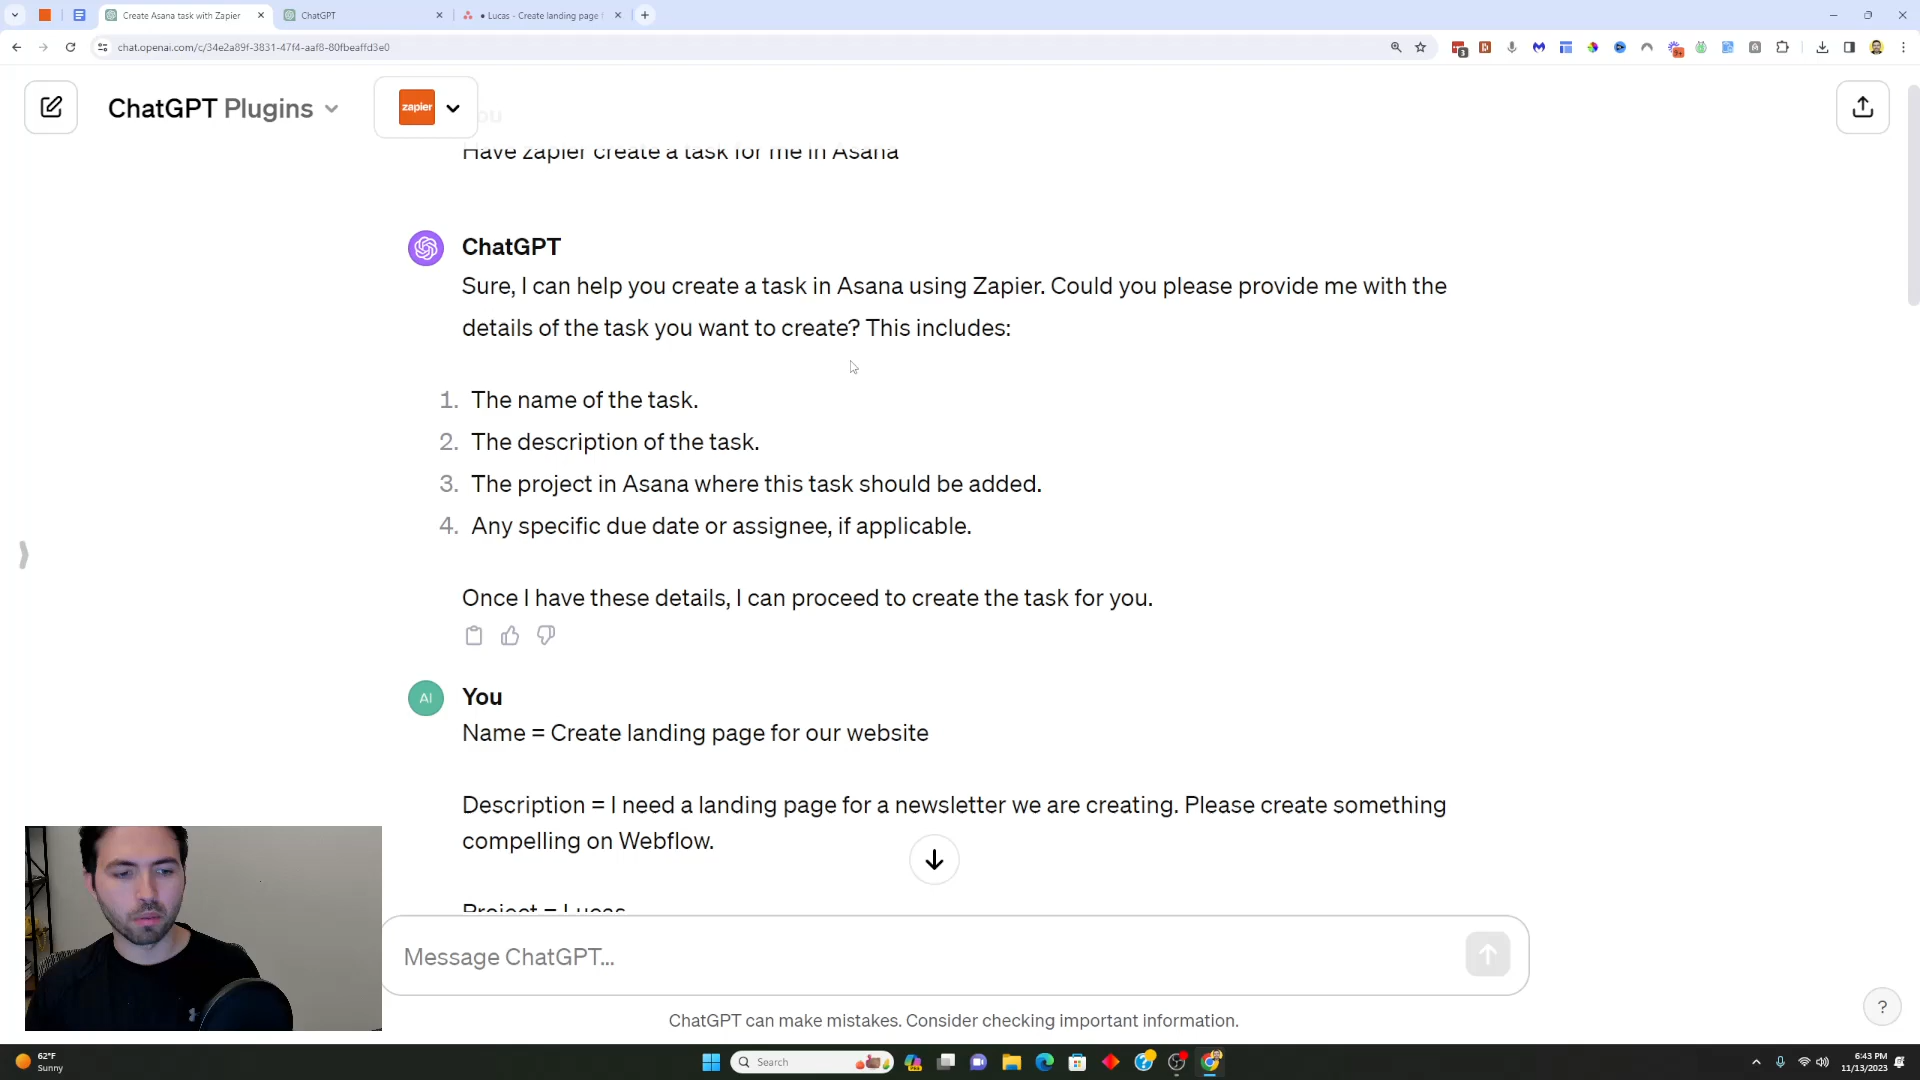 Create Asana task with Zapier
ChatGPT
• Lucas - Create landing page f
chat.openai.com/c/34e2a89f-3831-47f4-aaf8-80fbeaffd3e0
ChatGPT Plugins
zapier
You
Have zapier create a task for me in Asana
ChatGPT
Sure, I can help you create a task in Asana using Zapier. Could you please provide me with the
details of the task you want to create? This includes:
1. The name of the task.
2. The description of the task.
3. The project in Asana where this task should be added.
4. Any specific due date or assignee, if applicable.
Once I have these details, I can proceed to create the task for you.
AI
You
Name = Create landing page for our website
Description = I need a landing page for a newsletter we are creating. Please create something
compelling on Webflow.
Project = Lucas
Message ChatGPT...
ChatGPT can make mistakes. Consider checking important information.
?
62°F
Sunny
Search
6:43 PM
11/13/2023